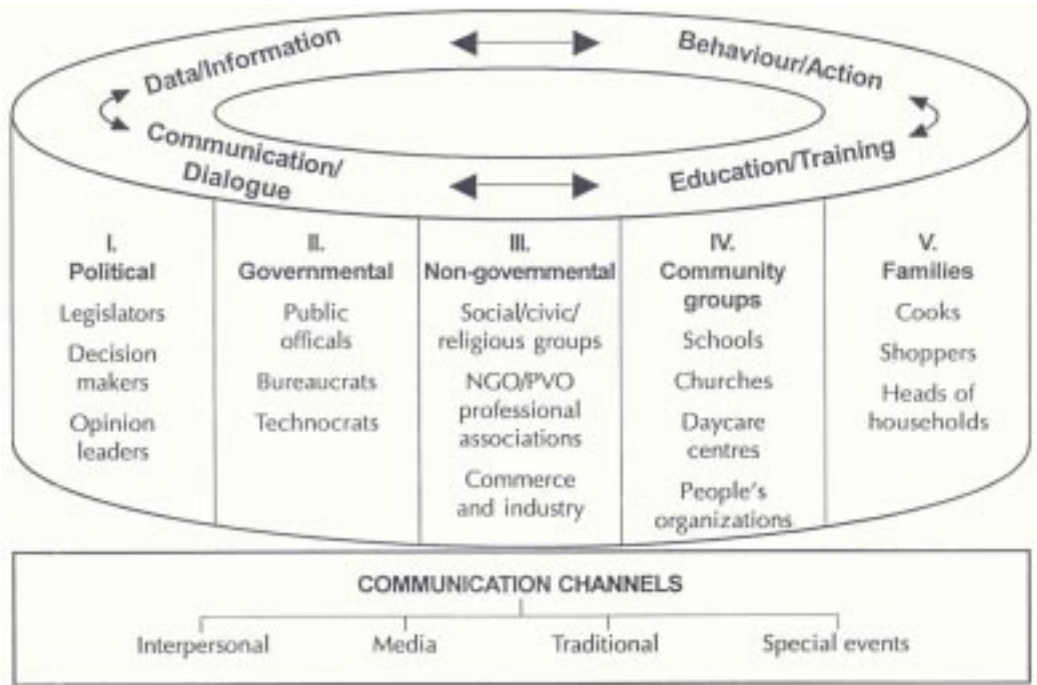 Data/Information
Behaviour/Action
Communication/
Dialogue
Education/Training
I.
Political
Legislators
Decision
makers
Opinion
leaders
II.
Governmental
Public
officals
Bureaucrats
Technocrats
III.
Non-governmental
Social/civic/
religious groups
NGO/PVO
professional
associations
Commerce
and industry
IV.
Community
groups
Schools
Churches
Daycare
centres
People's
organizations
V.
Families
Cooks
Shoppers
Heads of
households
COMMUNICATION CHANNELS
Interpersonal
Media
Traditional
Special events